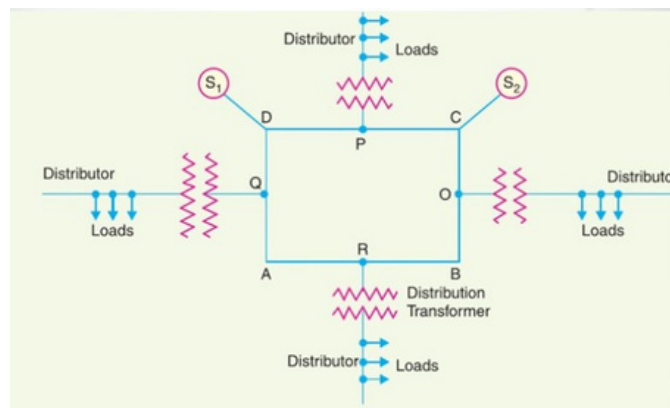 Distributor
Loads
S1
S2
D
C
P
Distributor
Distributo
Q
O
Loads
Loads
R
A
B
Distribution
Transformer
Distributor
Loads